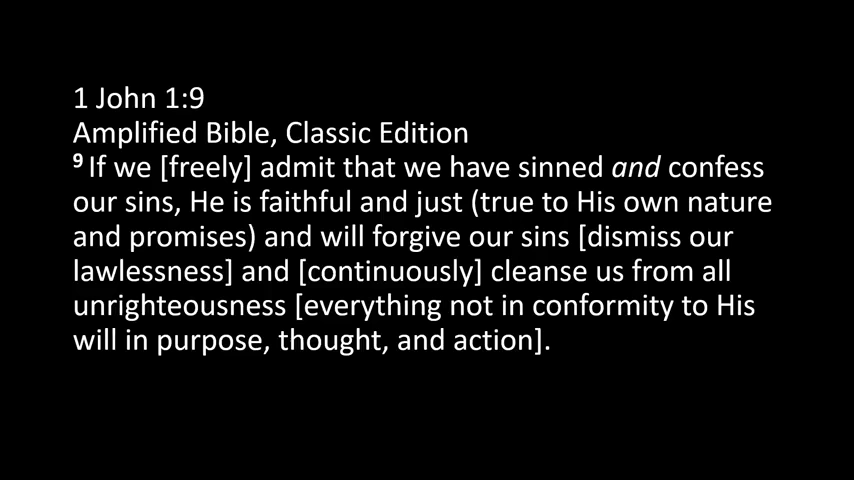 1 John 1:9
Amplified Bible, Classic Edition
9 If we [freely] admit that we have sinned and confess
our sins, He is faithful and just (true to His own nature
and promises) and will forgive our sins [dismiss our
lawlessness] and [continuously] cleanse us from all
unrighteousness [everything not in conformity to His
will in purpose, thought, and action].